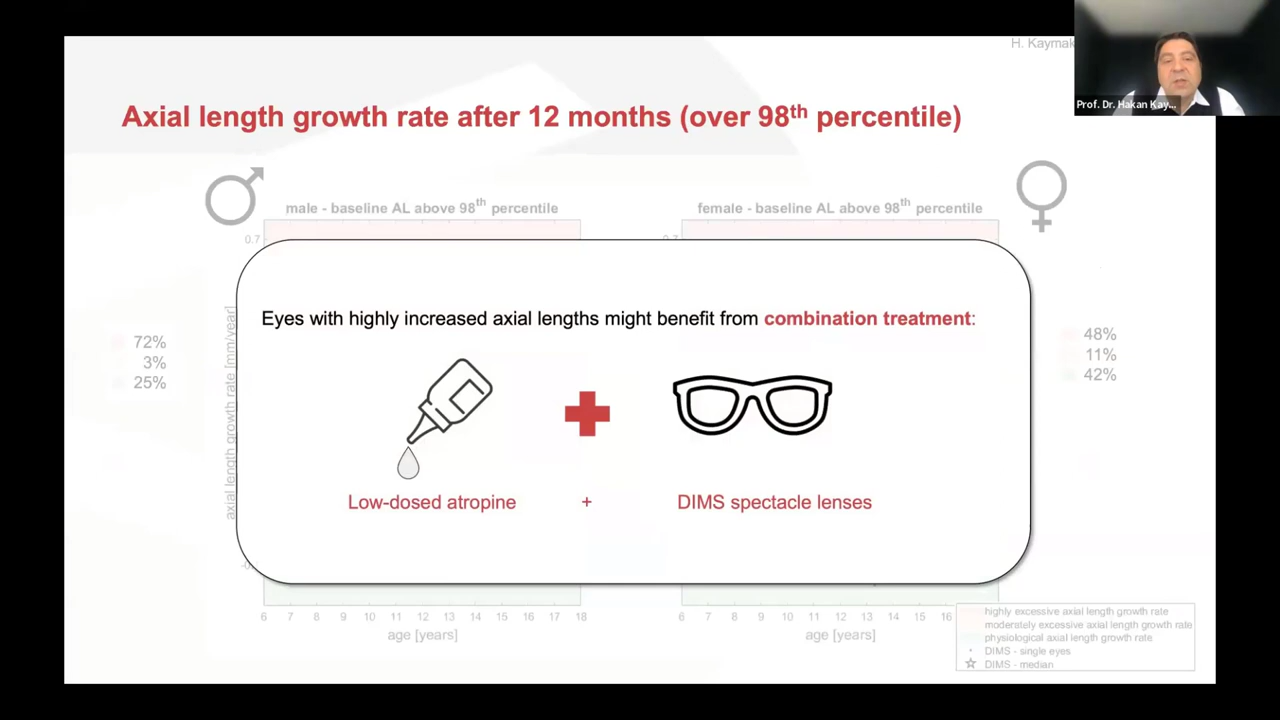 H. Kaymak
Prof. Dr. Hakan Kay...
Axial length growth rate after 12 months (over 98th percentile)
male - baseline AL above 98th percentile
female - baseline AL above 98th percentile
0.7
0.7
Eyes with highly increased axial lengths might benefit from combination treatment:
axial length growth rate [mm/year]
72%
3%
25%
48%
11%
42%
Low-dosed atropine + DIMS spectacle lenses
6 7 8 9 10 11 12 13 14 15 16 17 18
age [years]
6 7 8 9 10 11 12 13 14 15 16
age [years]
highly excessive axial length growth rate
moderately excessive axial length growth rate
physiological axial length growth rate
DIMS - single eyes
DIMS - median